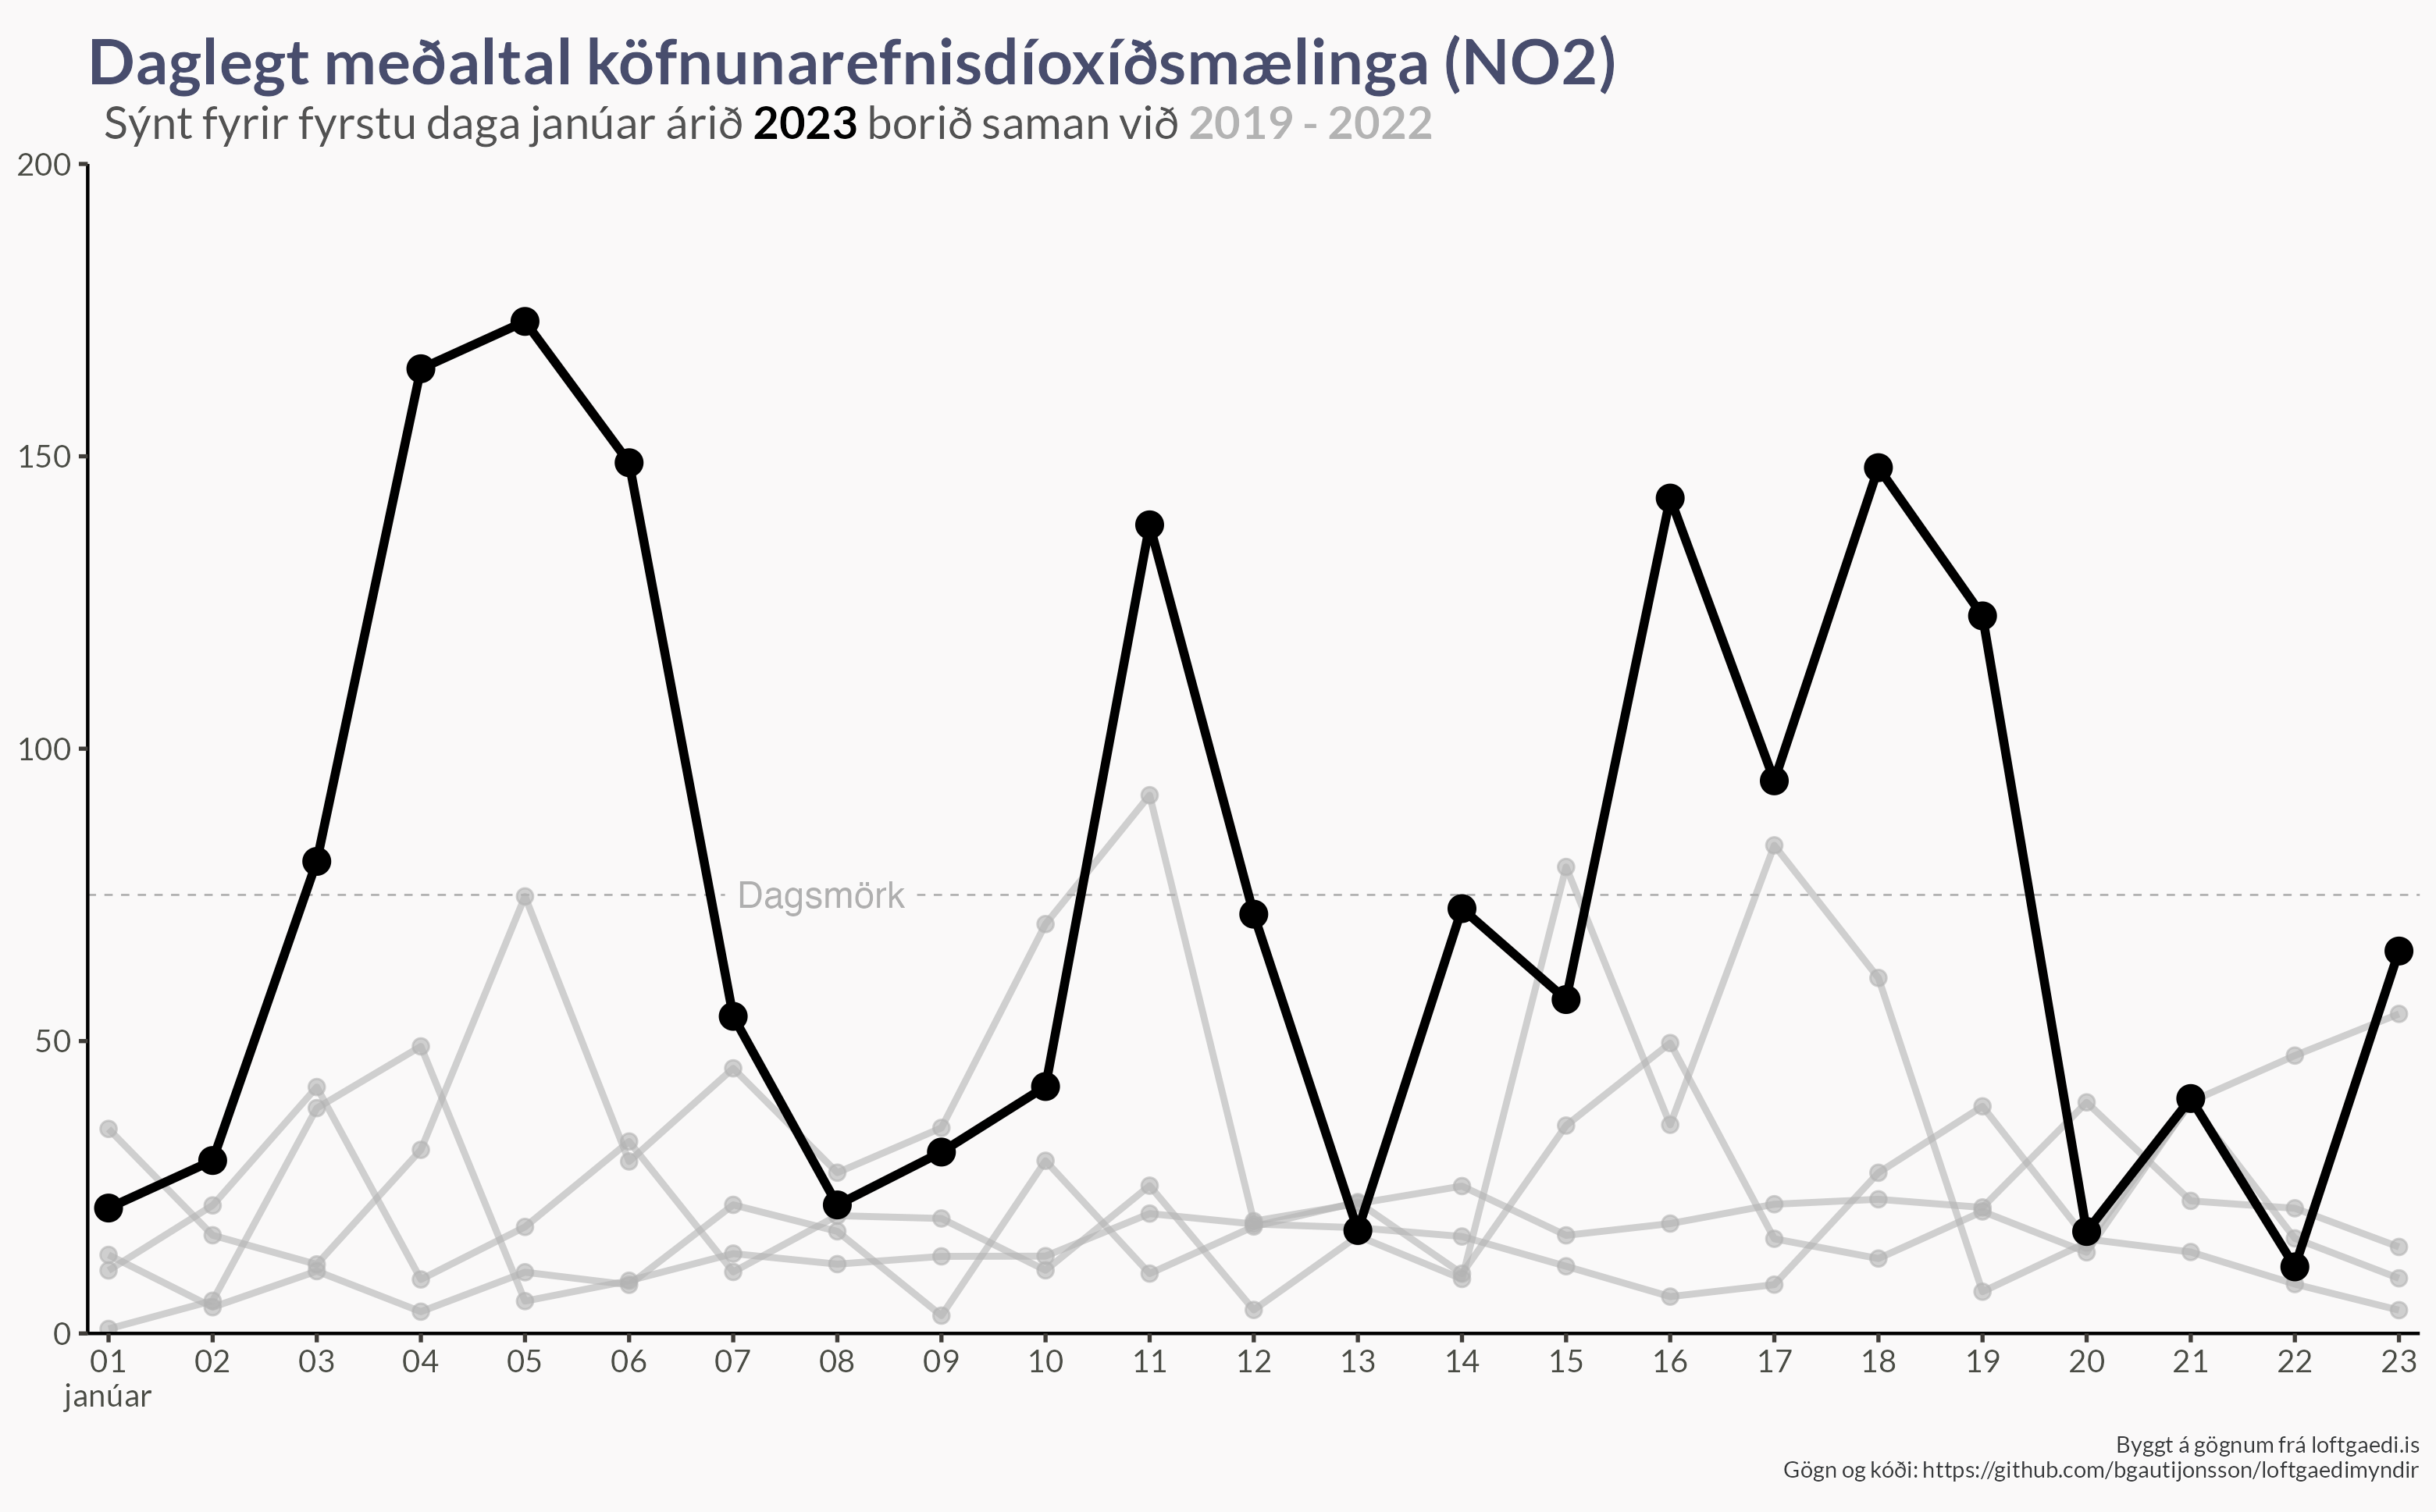 Daglegt meðaltal köfnunarefnisdíoxíðsmælinga (NO2)
Sýnt fyrir fyrstu daga janúar árið 2023 borið saman við 2019 - 2022
200
150
100
Dagsmörk
50
0
01 02 03 04 05 06 07 08 09 10 11 12 13 14 15 16 17 18 19 20 21 22 23
janúar
Byggt á gögnum frá loftgaedi.is
Gögn og kóði: https://github.com/bgautijonsson/loftgaedimyndir